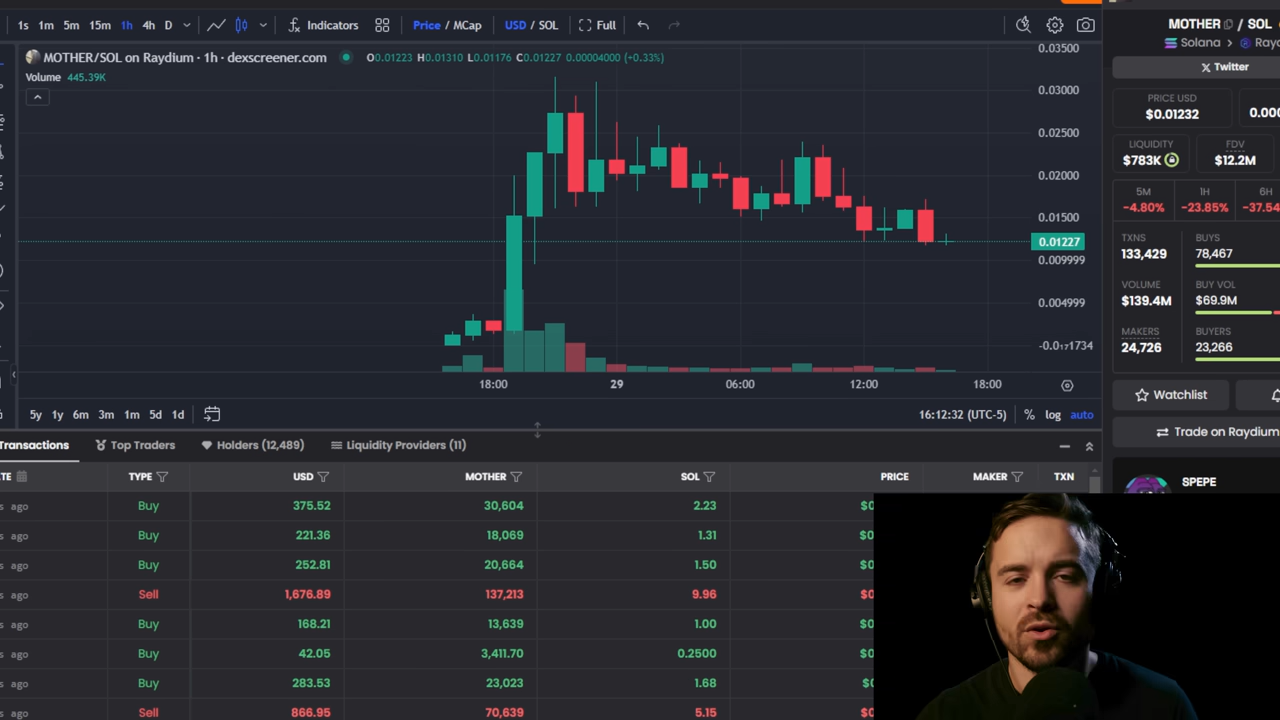 1s 1m 5m 15m 1h 4h D Indicators Price / MCap USD / SOL Full
MOTHER/SOL on Raydium · 1h · dexscreener.com O0.01223 H0.01310 L0.01176 C0.01227 0.00004000 (+0.33%)
Volume 445.39K
0.03500
0.03000
0.02500
0.02000
0.01500
0.01227
0.009999
0.004999
-0.0₁₇1734
18:00 29 06:00 12:00 18:00
5y 1y 6m 3m 1m 5d 1d 16:12:32 (UTC-5) % log auto
MOTHER / SOL
Solana > Ray
Twitter
PRICE USD
$0.01232 0.000
LIQUIDITY FDV
$783K $12.2M
5M 1H 6H
-4.80% -23.85% -37.54
TXNS BUYS
133,429 78,467
VOLUME BUY VOL
$139.4M $69.9M
MAKERS BUYERS
24,726 23,266
Watchlist
Trade on Raydium
SPEPE
Transactions Top Traders Holders (12,489) Liquidity Providers (11)
TE TYPE USD MOTHER SOL PRICE MAKER TXN
s ago Buy 375.52 30,604 2.23 $0
s ago Buy 221.36 18,069 1.31 $0
s ago Buy 252.81 20,664 1.50 $0
s ago Sell 1,676.89 137,213 9.96 $0
s ago Buy 168.21 13,639 1.00 $0
s ago Buy 42.05 3,411.70 0.2500 $0
s ago Buy 283.53 23,023 1.68 $0
s ago Sell 866.95 70,639 5.15 $0